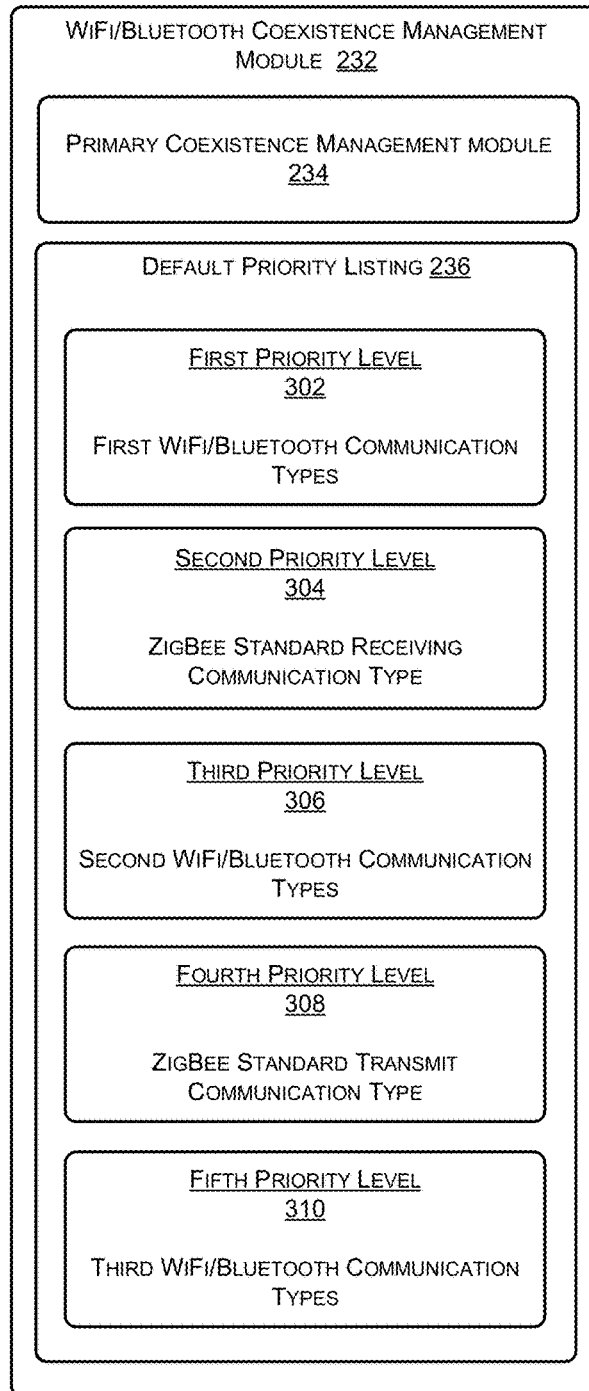 WiFi/Bluetooth Coexistence Management
Module 232
Primary Coexistence Management module
234
Default Priority Listing 236
First Priority Level
302
First WiFi/Bluetooth Communication
Types
Second Priority Level
304
ZigBee Standard Receiving
Communication Type
Third Priority Level
306
Second WiFi/Bluetooth Communication
Types
Fourth Priority Level
308
ZigBee Standard Transmit
Communication Type
Fifth Priority Level
310
Third WiFi/Bluetooth Communication
Types